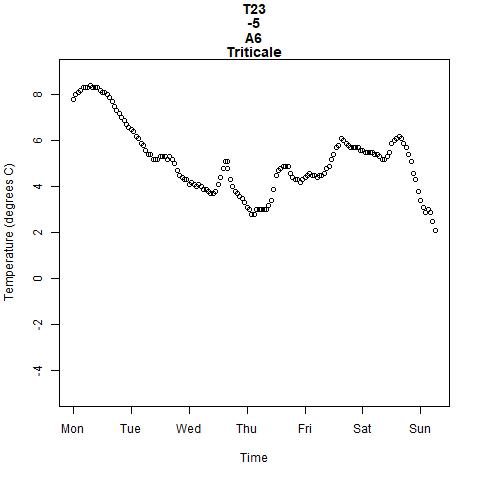 T23
-5
A6
Triticale
Temperature (degrees C)
8
6
4
2
0
-2
-4
Mon Tue Wed Thu Fri Sat Sun
Time